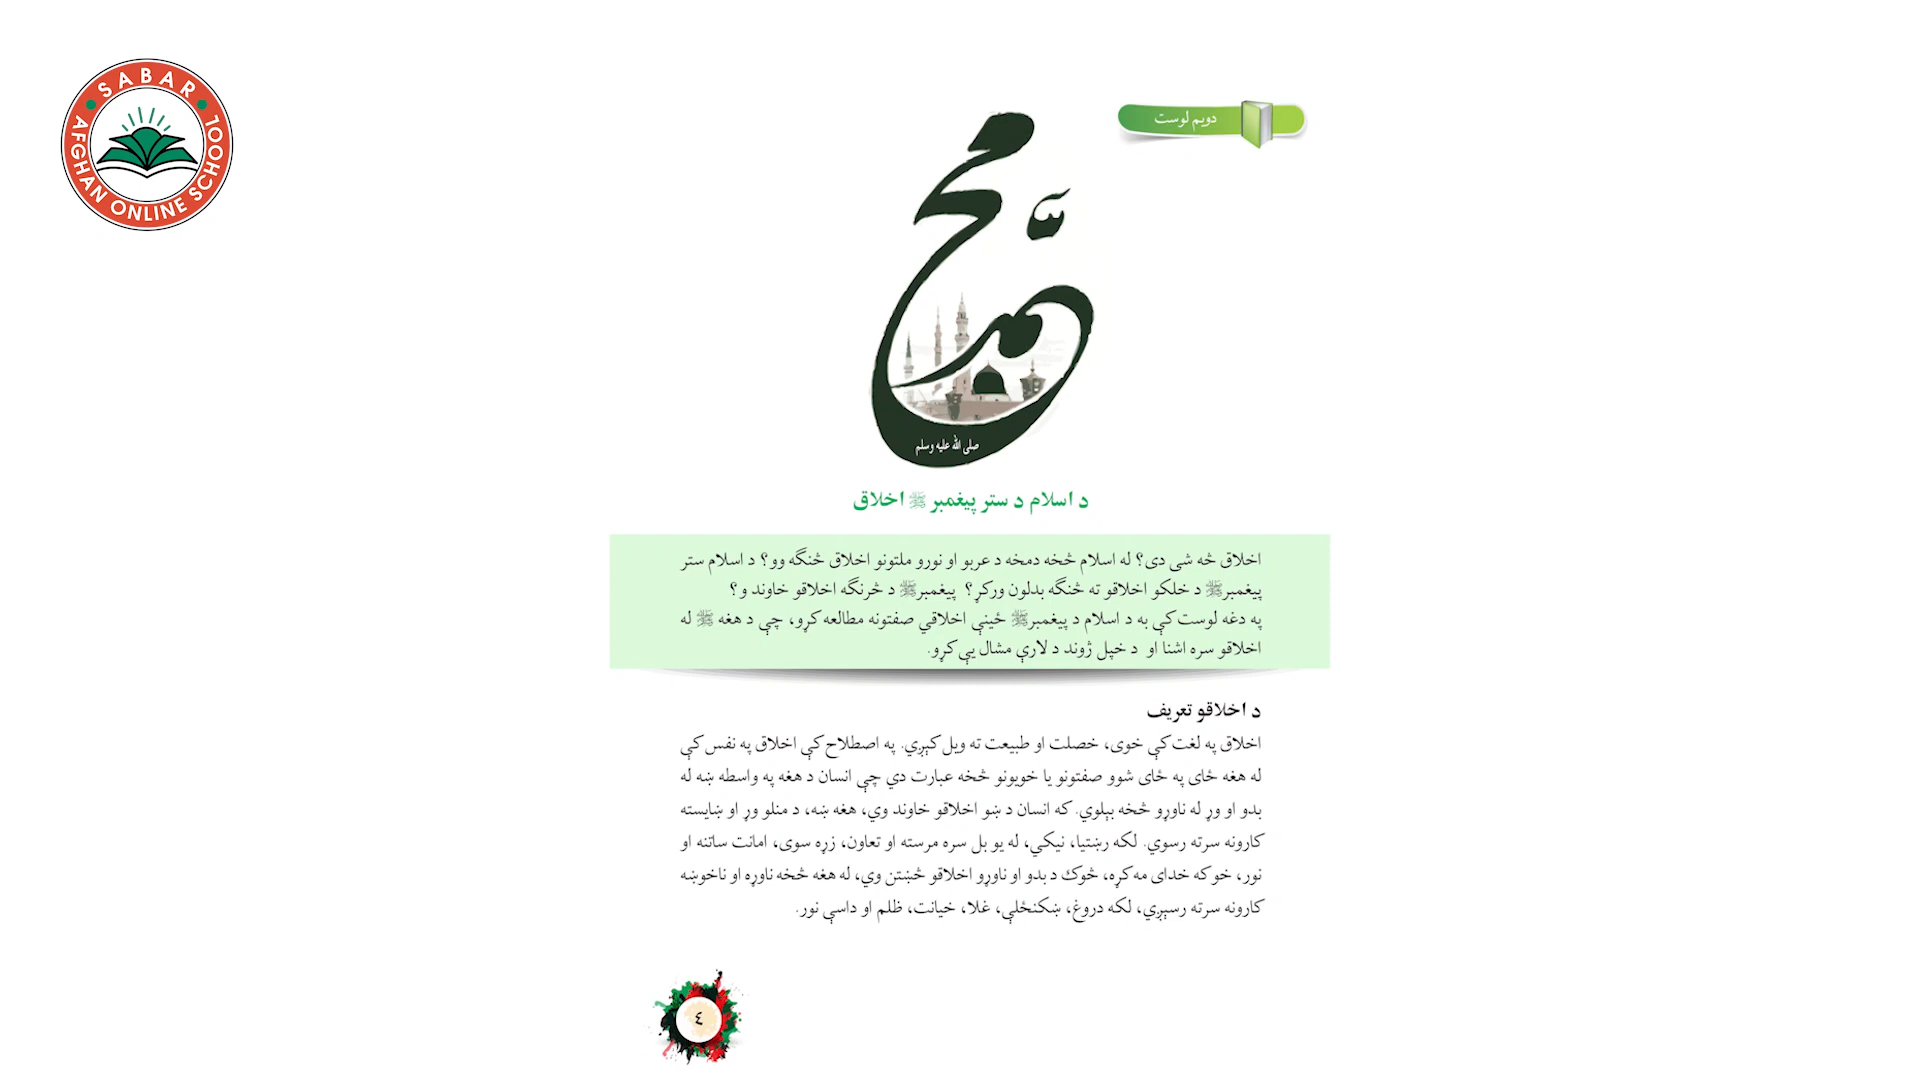 SABAR
AFGHAN ONLINE SCHOOL
دویم لوست
محمد
صلی الله علیه وسلم
د اسلام د ستر پیغمبر ﷺ اخلاق
اخلاق څه شی دی؟ له اسلام څخه دمخه د عربو او نورو ملتونو اخلاق څنګه وو؟ د اسلام ستر
پیغمبرﷺ د خلکو اخلاقو ته څنګه بدلون ورکړ؟ پیغمبرﷺ د څرنګه اخلاقو خاوند و؟
په دغه لوست کې به د اسلام د پیغمبرﷺ ځینې اخلاقي صفتونه مطالعه کړو، چې د هغه ﷺ له
اخلاقو سره اشنا او د خپل ژوند د لارې مشال یې کړو.
د اخلاقو تعریف
اخلاق په لغت کې خوی، خصلت او طبیعت ته ویل کېږي. په اصطلاح کې اخلاق په نفس کې
له هغه ځای په ځای شوو صفتونو یا خویونو څخه عبارت دي چې انسان د هغه په واسطه ښه له
بدو او وړ له ناوړو څخه بېلوي. که انسان د ښو اخلاقو خاوند وي، هغه ښه، د منلو وړ او ښایسته
کارونه سرته رسوي. لکه رښتیا، نیکي، له یو بل سره مرسته او تعاون، زړه سوی، امانت ساتنه او
نور، خو که خدای مه کړه، څوک د بدو او ناوړو اخلاقو څښتن وي، له هغه څخه ناوړه او ناخوښه
کارونه سرته رسېږي، لکه دروغ، ښکنځلې، غلا، خیانت، ظلم او داسې نور.
٤